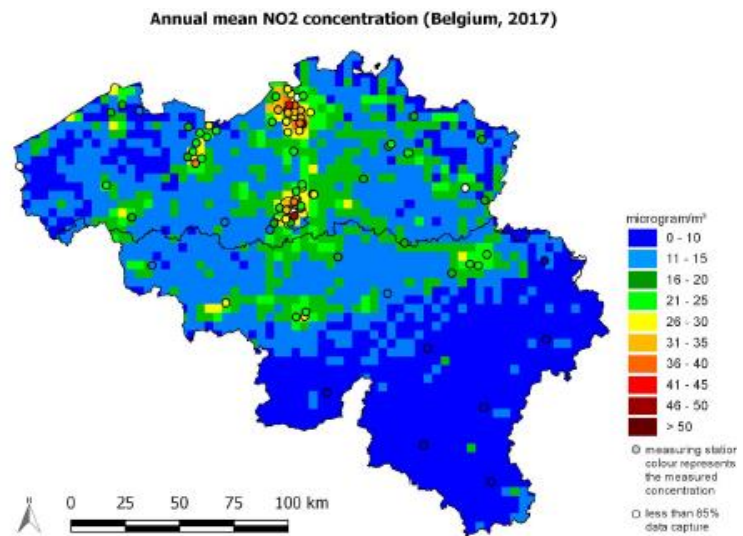 Annual mean NO2 concentration (Belgium, 2017)
microgram/m³
0 - 10
11 - 15
16 - 20
21 - 25
26 - 30
31 - 35
36 - 40
41 - 45
46 - 50
> 50
measuring station
colour represents
the measured
concentration
less than 85%
data capture
N
0 25 50 75 100 km